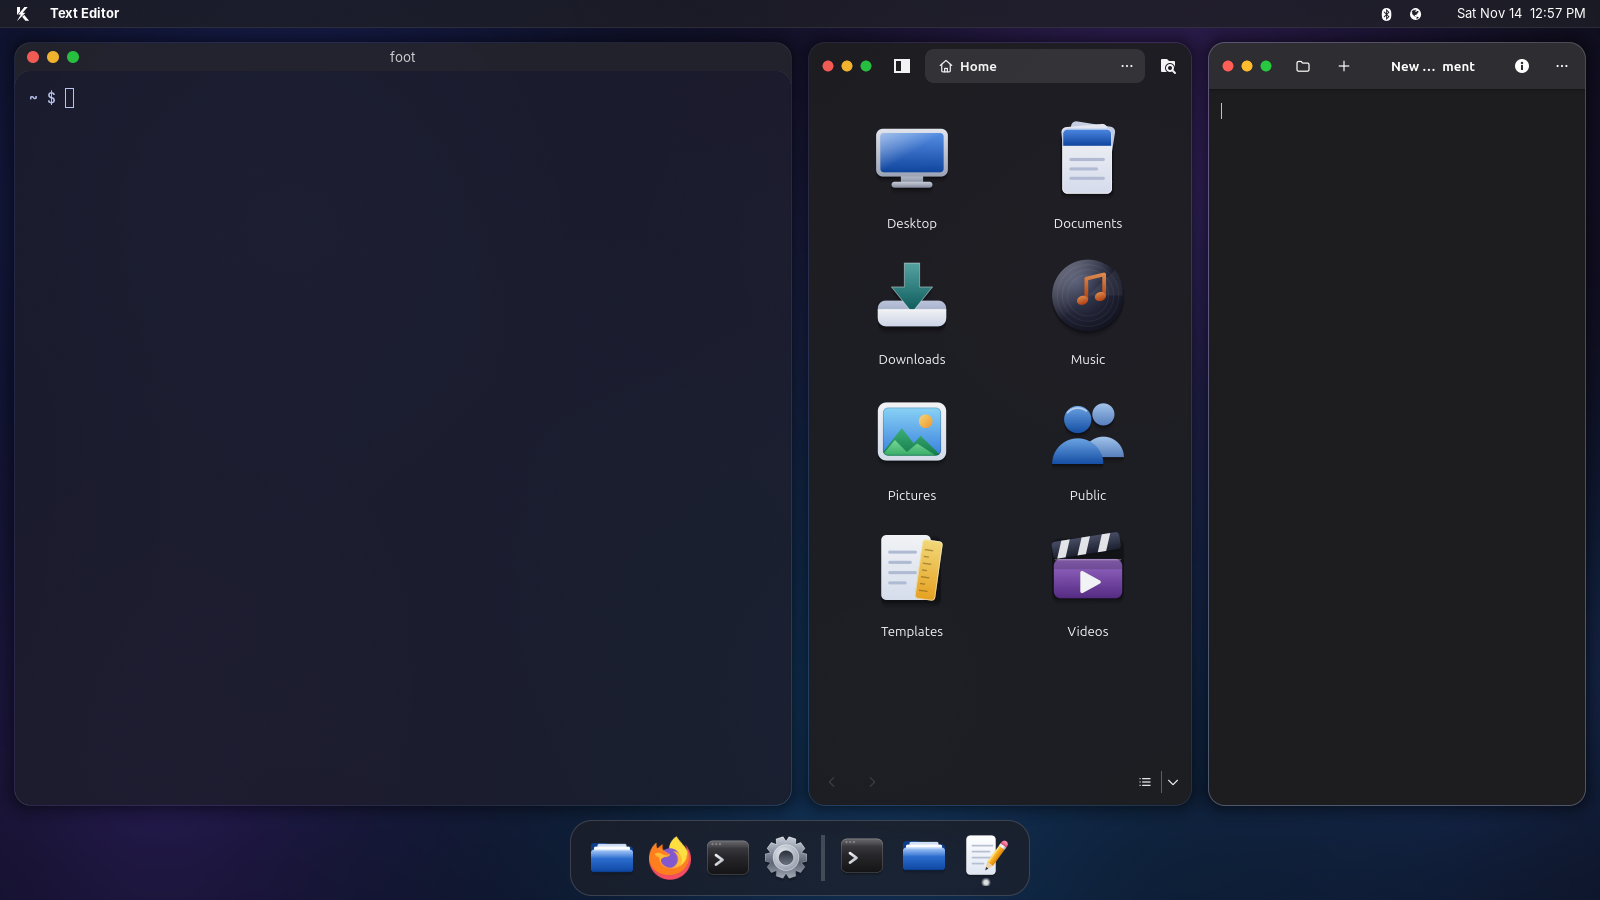 Text Editor
Sat Nov 14 12:57 PM
foot
~ $
Home
Desktop
Documents
Downloads
Music
Pictures
Public
Templates
Videos
New ... ment